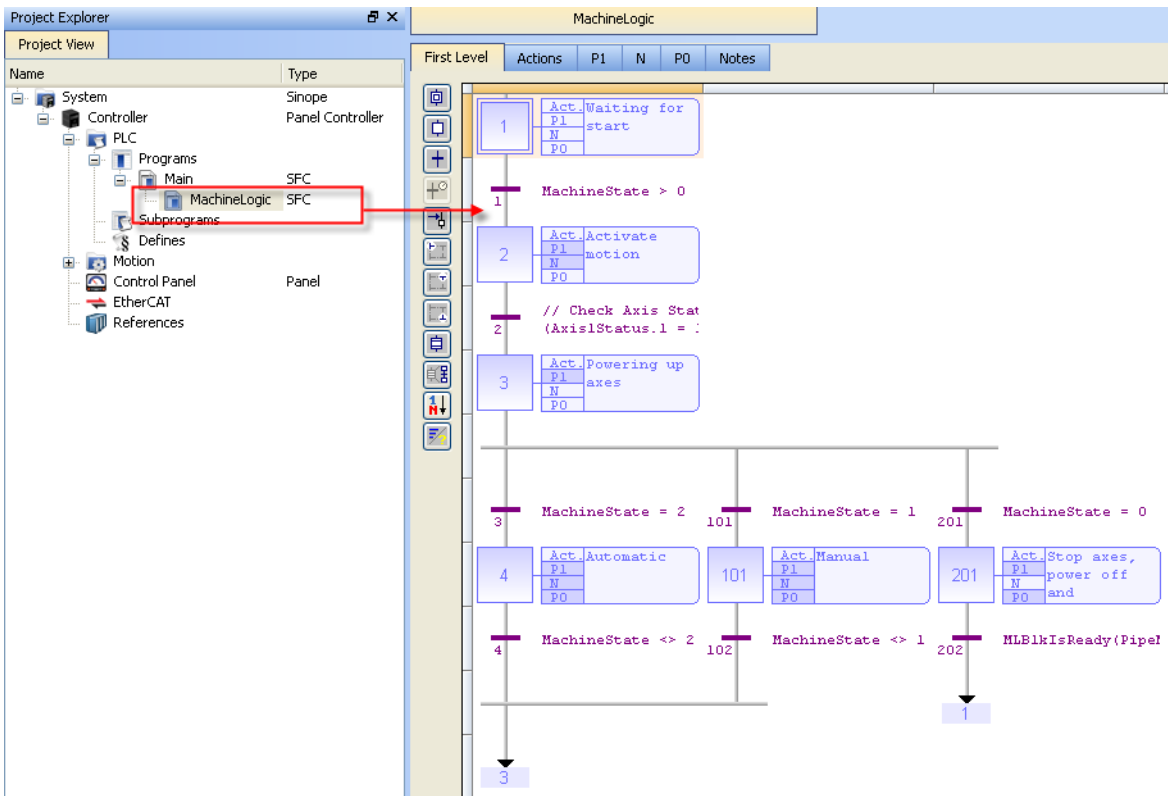 Project Explorer
Project View
Name Type
System Sinope
Controller Panel Controller
PLC
Programs
Main SFC
MachineLogic SFC
Subprograms
Defines
Motion
Control Panel Panel
EtherCAT
References
MachineLogic
First Level Actions P1 N P0 Notes
1
Act. Waiting for
P1 start
N
P0
1 MachineState > 0
2
Act. Activate
P1 motion
N
P0
// Check Axis Stat
2 (Axis1Status.1 =
3
Act. Powering up
P1 axes
N
P0
3 MachineState = 2 101 MachineState = 1 201 MachineState = 0
4 101 201
Act. Automatic Act. Manual Act. Stop axes,
P1 P1 P1 power off
N N N and
P0 P0 P0
4 MachineState <> 2 102 MachineState <> 1 202 MLBlkIsReady(Pipe
1
3